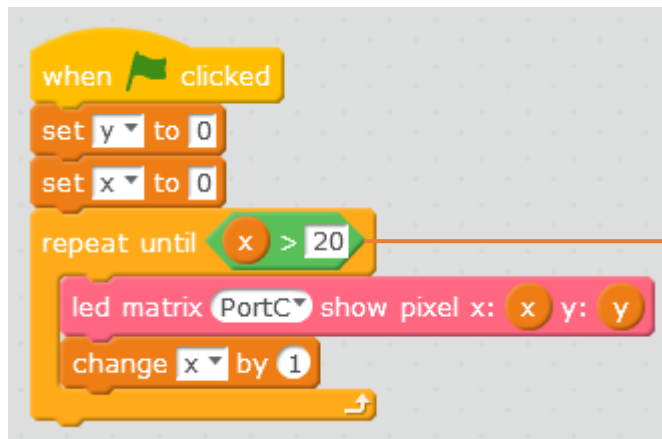 when clicked
set y to 0
set x to 0
repeat until x > 20
led matrix PortC show pixel x: x y: y
change x by 1